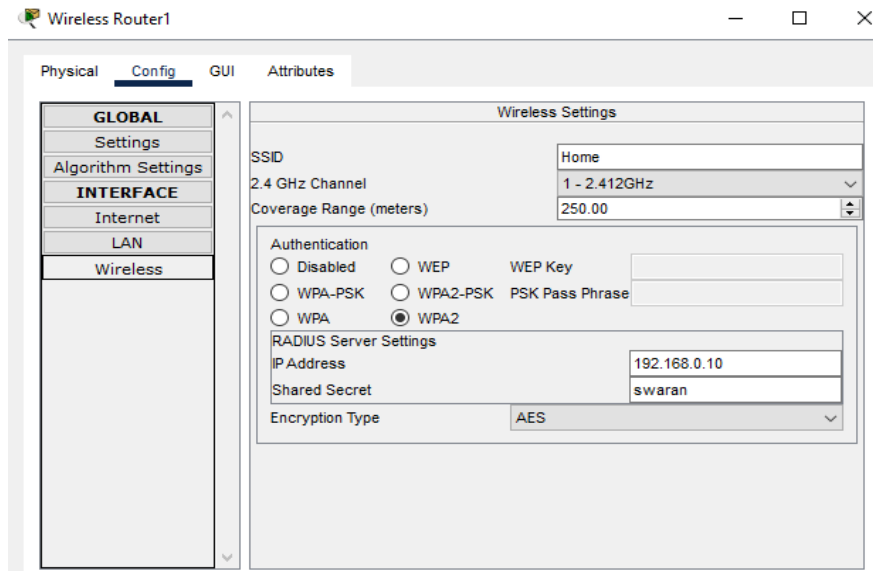 Wireless Router1
Physical Config GUI Attributes
GLOBAL
Settings
Algorithm Settings
INTERFACE
Internet
LAN
Wireless
Wireless Settings
SSID Home
2.4 GHz Channel 1 - 2.412GHz
Coverage Range (meters) 250.00
Authentication
Disabled WEP WEP Key
WPA-PSK WPA2-PSK PSK Pass Phrase
WPA WPA2
RADIUS Server Settings
IP Address 192.168.0.10
Shared Secret swaran
Encryption Type AES